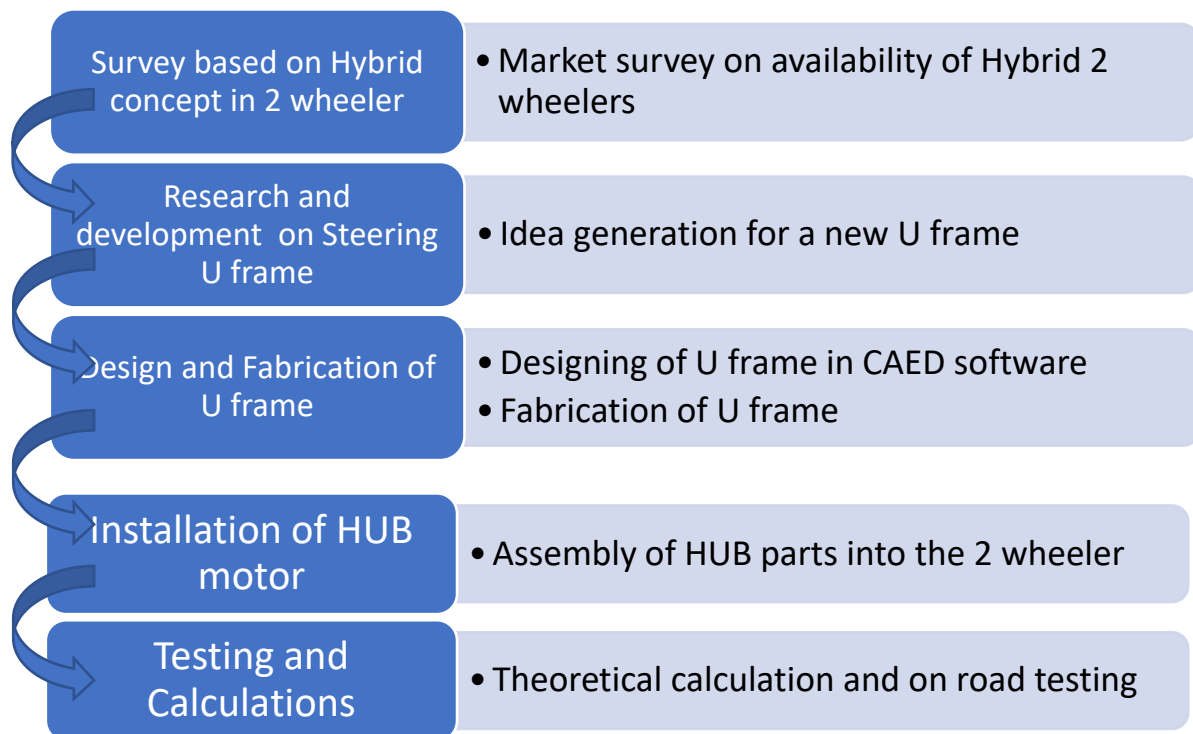 Survey based on Hybrid
concept in 2 wheeler
• Market survey on availability of Hybrid 2
wheelers
Research and
development on Steering
U frame
• Idea generation for a new U frame
Design and Fabrication of
U frame
• Designing of U frame in CAED software
• Fabrication of U frame
Installation of HUB
motor
• Assembly of HUB parts into the 2 wheeler
Testing and
Calculations
• Theoretical calculation and on road testing